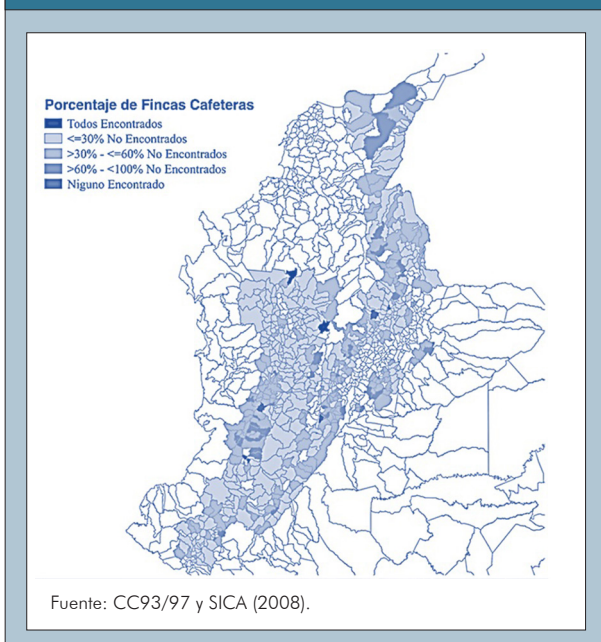 Porcentaje de Fincas Cafeteras
Todos Encontrados
<=30% No Encontrados
>30% - <=60% No Encontrados
>60% - <100% No Encontrados
Niguno Encontrado
Fuente: CC93/97 y SICA (2008).